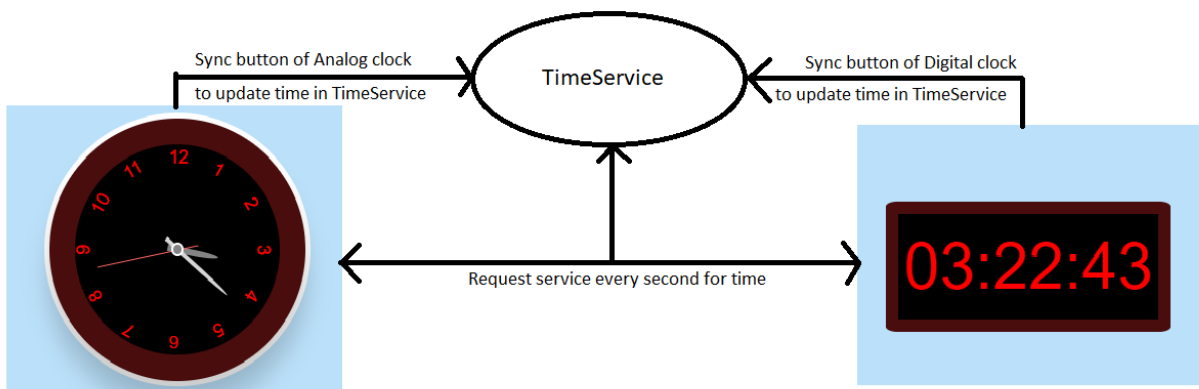 Sync button of Analog clock
to update time in TimeService
TimeService
Sync button of Digital clock
to update time in TimeService
12
1
2
3
4
5
6
7
8
9
10
11
03:22:43
Request service every second for time